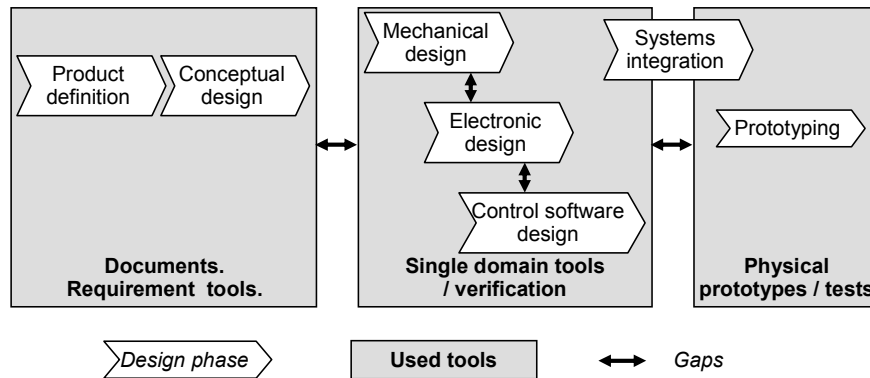 Product
definition
Conceptual
design
Documents.
Requirement tools.
Mechanical
design
Electronic
design
Control software
design
Single domain tools
/ verification
Systems
integration
Prototyping
Physical
prototypes / tests
Design phase
Used tools
Gaps